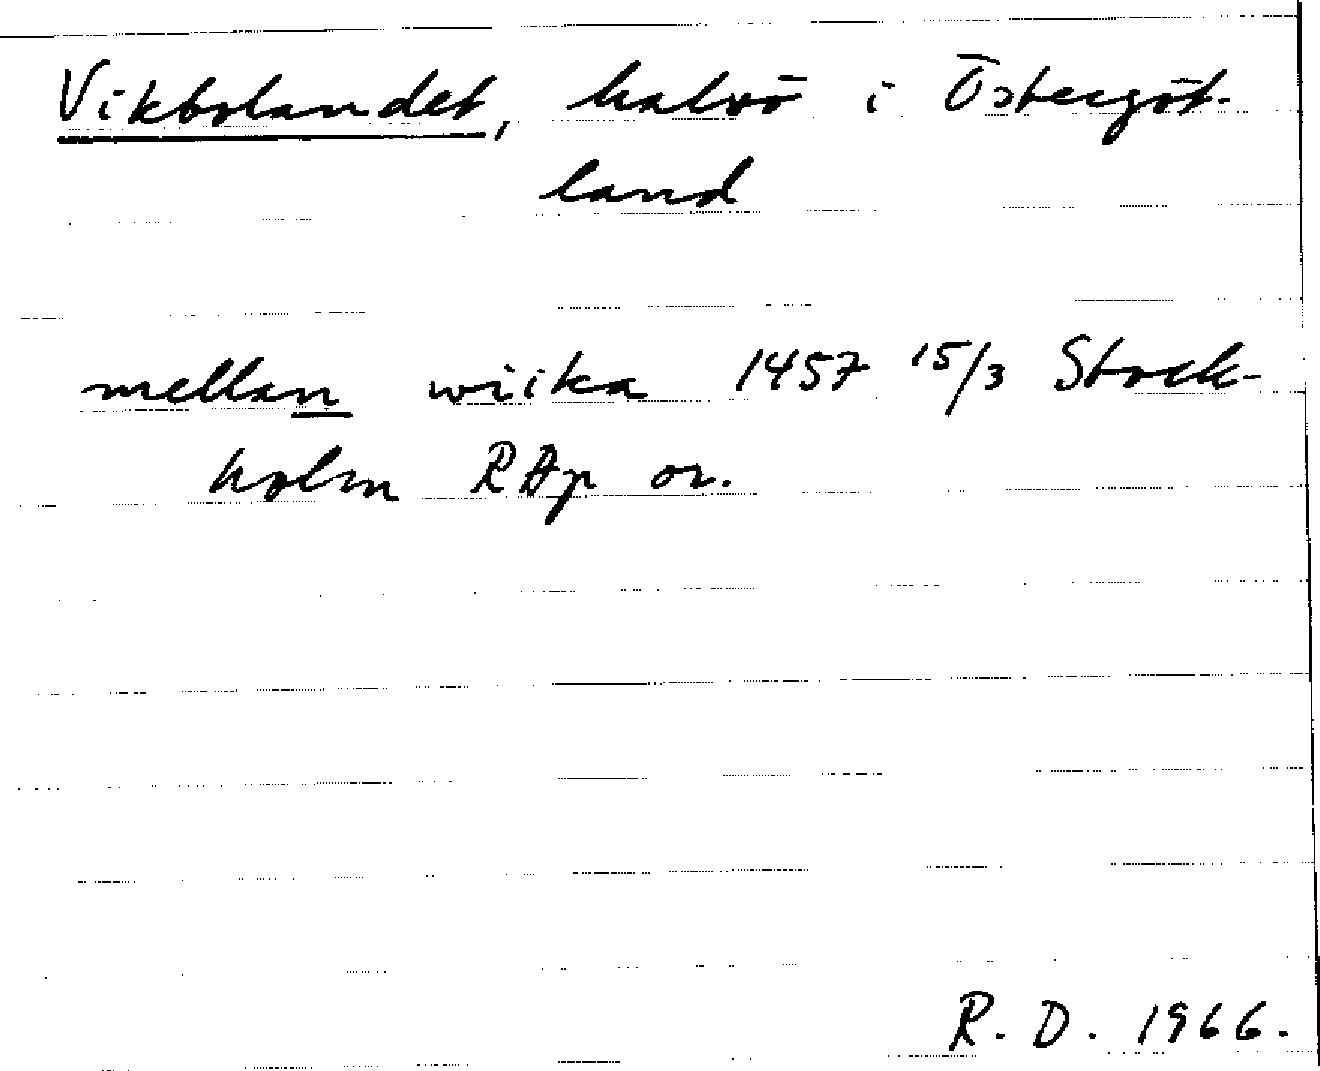 Vikbolandet, halvö i Östergöt-
land
mellan wiika 1457 15/3 Stock-
holm RAp or.
R. D. 1966.